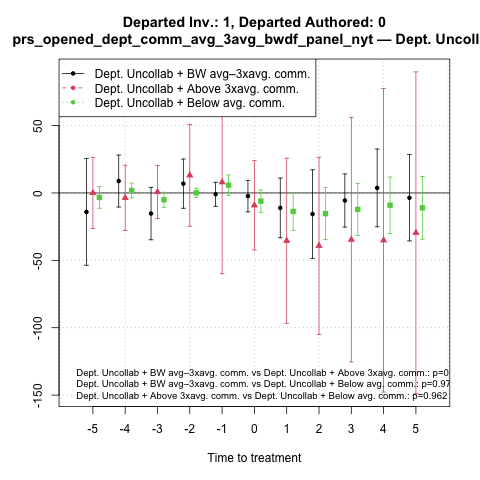 Departed Inv.: 1, Departed Authored: 0
prs_opened_dept_comm_avg_3avg_bwdf_panel_nyt — Dept. Uncoll
Dept. Uncollab + BW avg–3xavg. comm.
Dept. Uncollab + Above 3xavg. comm.
Dept. Uncollab + Below avg. comm.
50
0
-50
-100
-150
Dept. Uncollab + BW avg–3xavg. comm. vs Dept. Uncollab + Above 3xavg. comm.: p=0
Dept. Uncollab + BW avg–3xavg. comm. vs Dept. Uncollab + Below avg. comm.: p=0.97
Dept. Uncollab + Above 3xavg. comm. vs Dept. Uncollab + Below avg. comm.: p=0.962
-5 -4 -3 -2 -1 0 1 2 3 4 5
Time to treatment